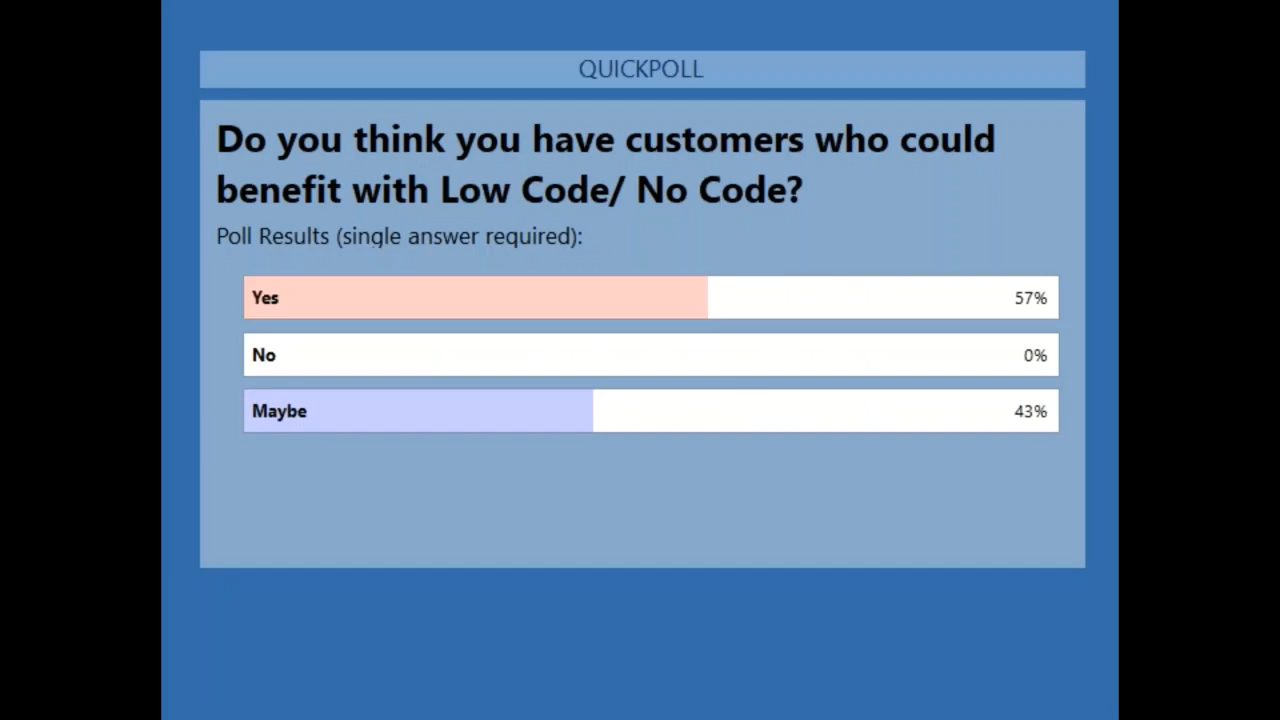 QUICKPOLL
Do you think you have customers who could
benefit with Low Code/ No Code?
Poll Results (single answer required):
Yes 57%
No 0%
Maybe 43%